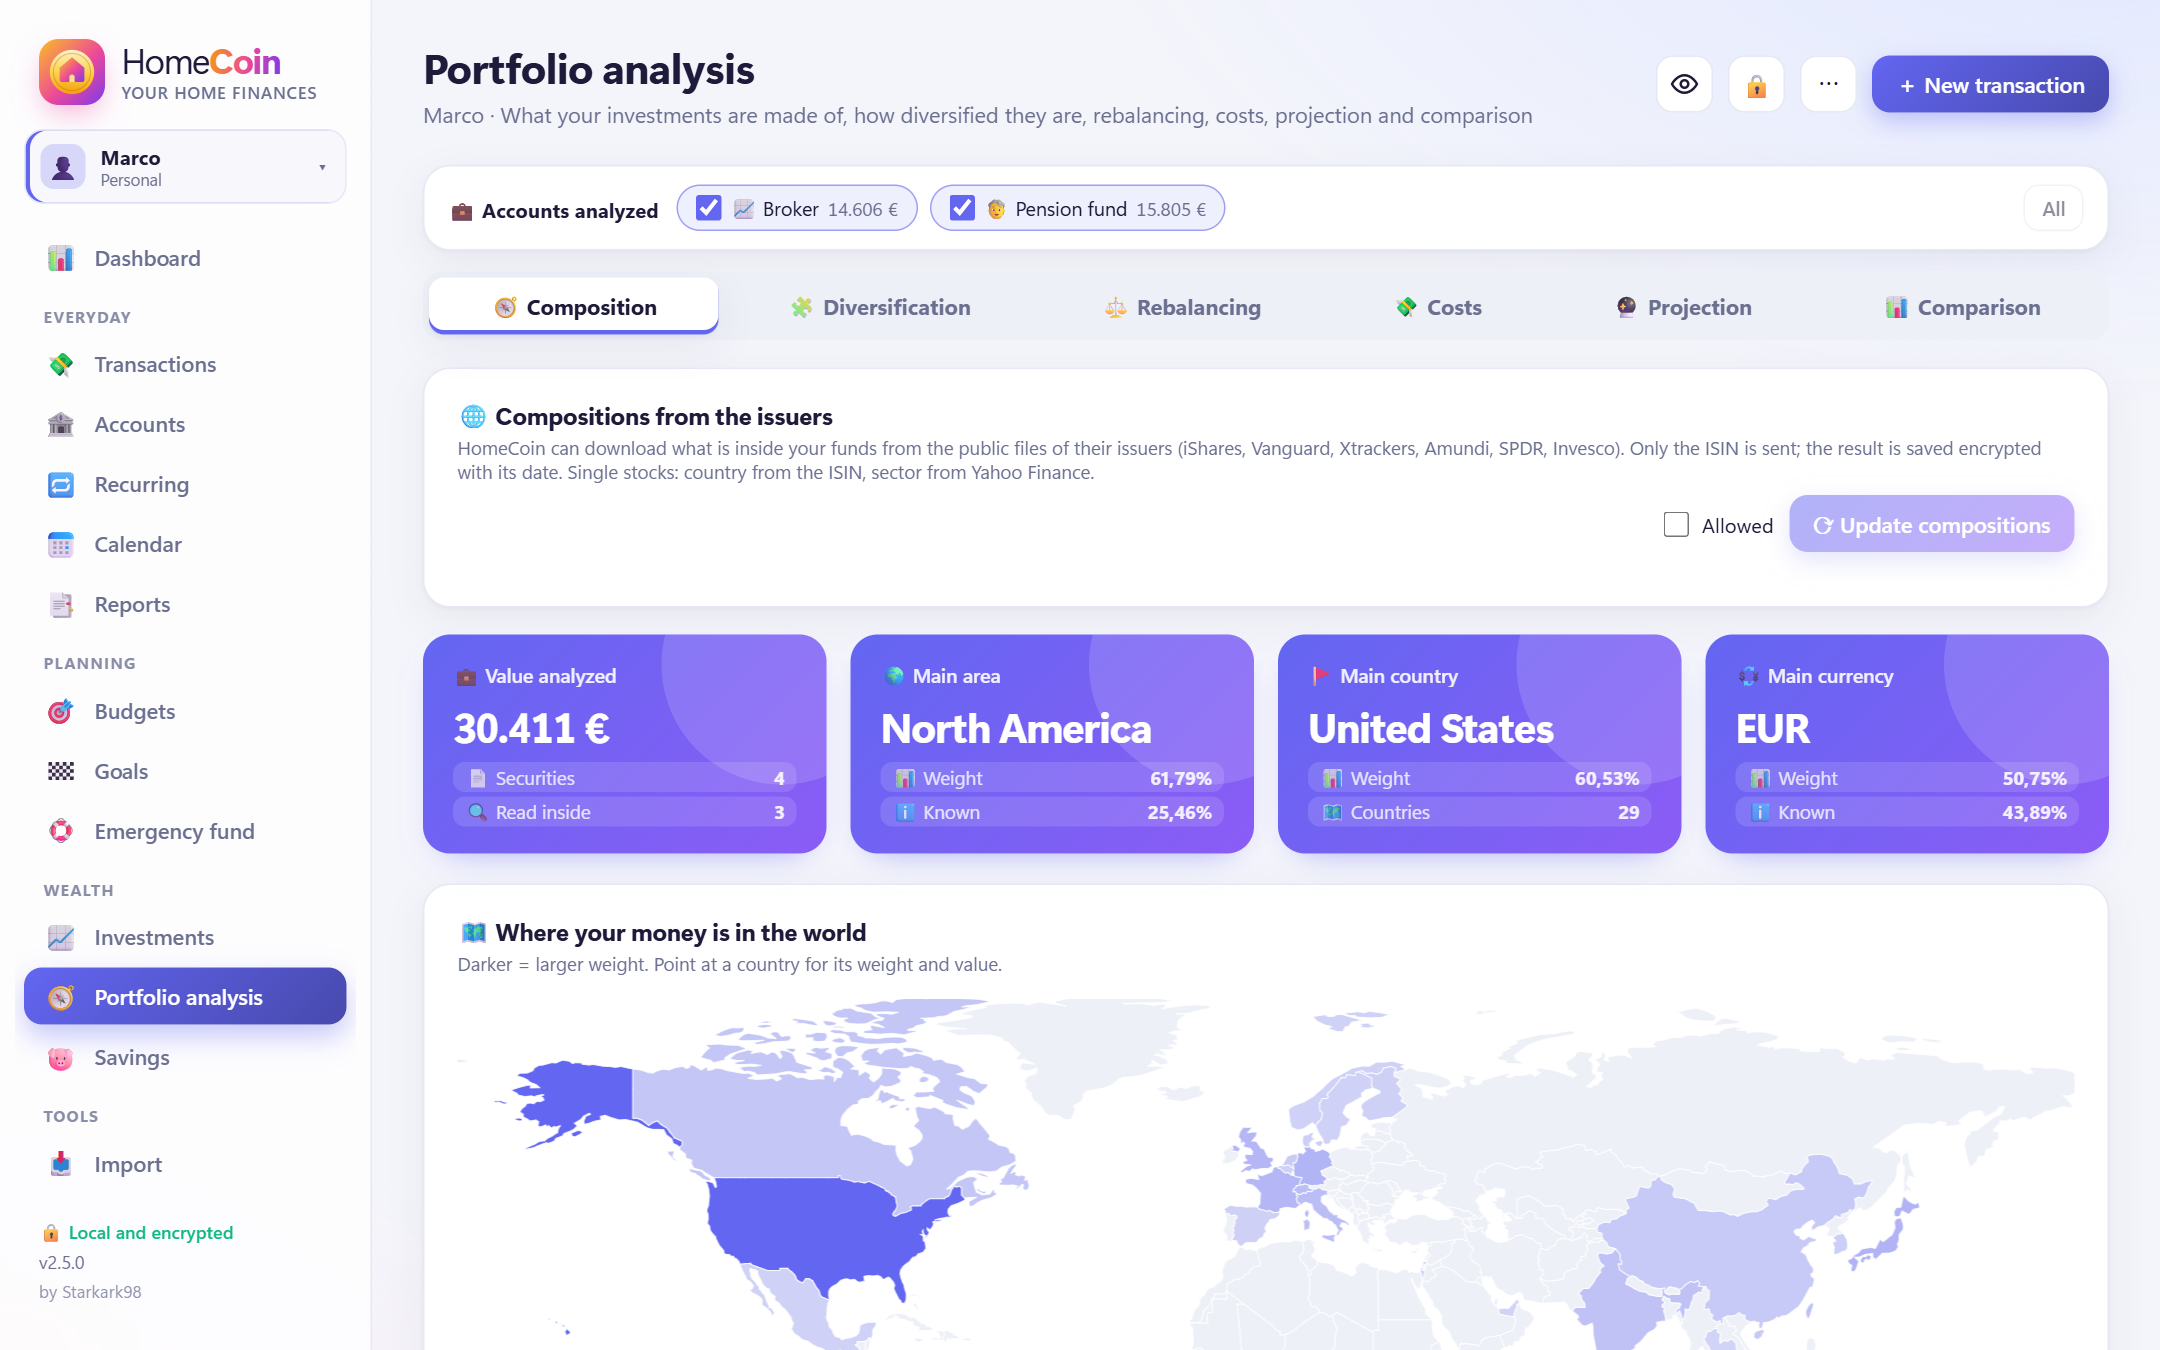 HomeCoin
YOUR HOME FINANCES
Marco
Personal
Dashboard
EVERYDAY
Transactions
Accounts
Recurring
Calendar
Reports
PLANNING
Budgets
Goals
Emergency fund
WEALTH
Investments
Portfolio analysis
Savings
TOOLS
Import
Local and encrypted
v2.5.0
by Starkark98
Portfolio analysis
Marco · What your investments are made of, how diversified they are, rebalancing, costs, projection and comparison
+ New transaction
Accounts analyzed
Broker 14.606 €
Pension fund 15.805 €
All
Composition
Diversification
Rebalancing
Costs
Projection
Comparison
Compositions from the issuers
HomeCoin can download what is inside your funds from the public files of their issuers (iShares, Vanguard, Xtrackers, Amundi, SPDR, Invesco). Only the ISIN is sent; the result is saved encrypted
with its date. Single stocks: country from the ISIN, sector from Yahoo Finance.
Allowed
⟳ Update compositions
Value analyzed
30.411 €
Securities 4
Read inside 3
Main area
North America
Weight 61,79%
Known 25,46%
Main country
United States
Weight 60,53%
Countries 29
Main currency
EUR
Weight 50,75%
Known 43,89%
Where your money is in the world
Darker = larger weight. Point at a country for its weight and value.